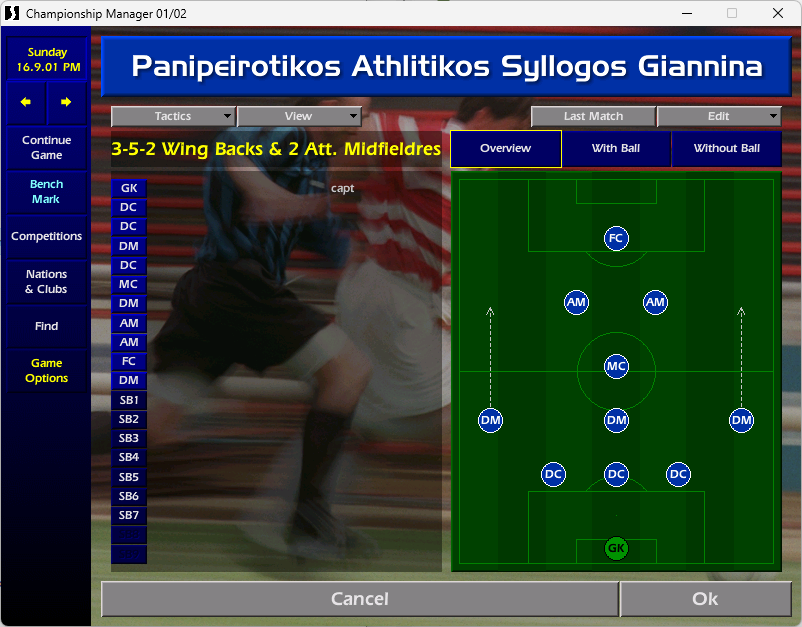 Championship Manager 01/02
Sunday
16.9.01 PM
Continue
Game
Bench
Mark
Competitions
Nations
& Clubs
Find
Game
Options
Panipeirotikos Athlitikos Syllogos Giannina
Tactics
View
Last Match
Edit
3-5-2 Wing Backs & 2 Att. Midfieldres
Overview
With Ball
Without Ball
GK
capt
DC
DC
DM
DC
MC
DM
AM
AM
FC
DM
SB1
SB2
SB3
SB4
SB5
SB6
SB7
FC
AM
AM
MC
DM
DM
DM
DC
DC
DC
GK
Cancel
Ok